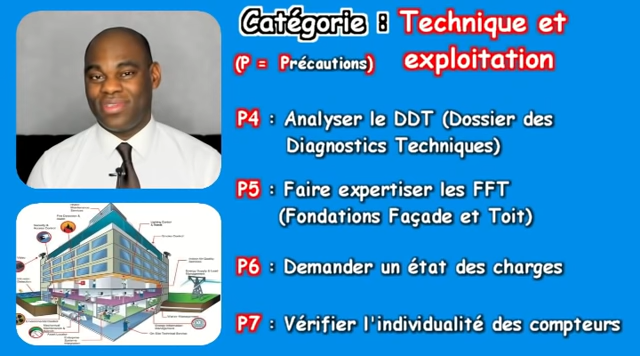 Catégorie : Technique et
(P = Précautions) exploitation
P4 : Analyser le DDT (Dossier des
Diagnostics Techniques)
P5 : Faire expertiser les FFT
(Fondations Façade et Toit)
P6 : Demander un état des charges
P7 : Vérifier l'individualité des compteurs